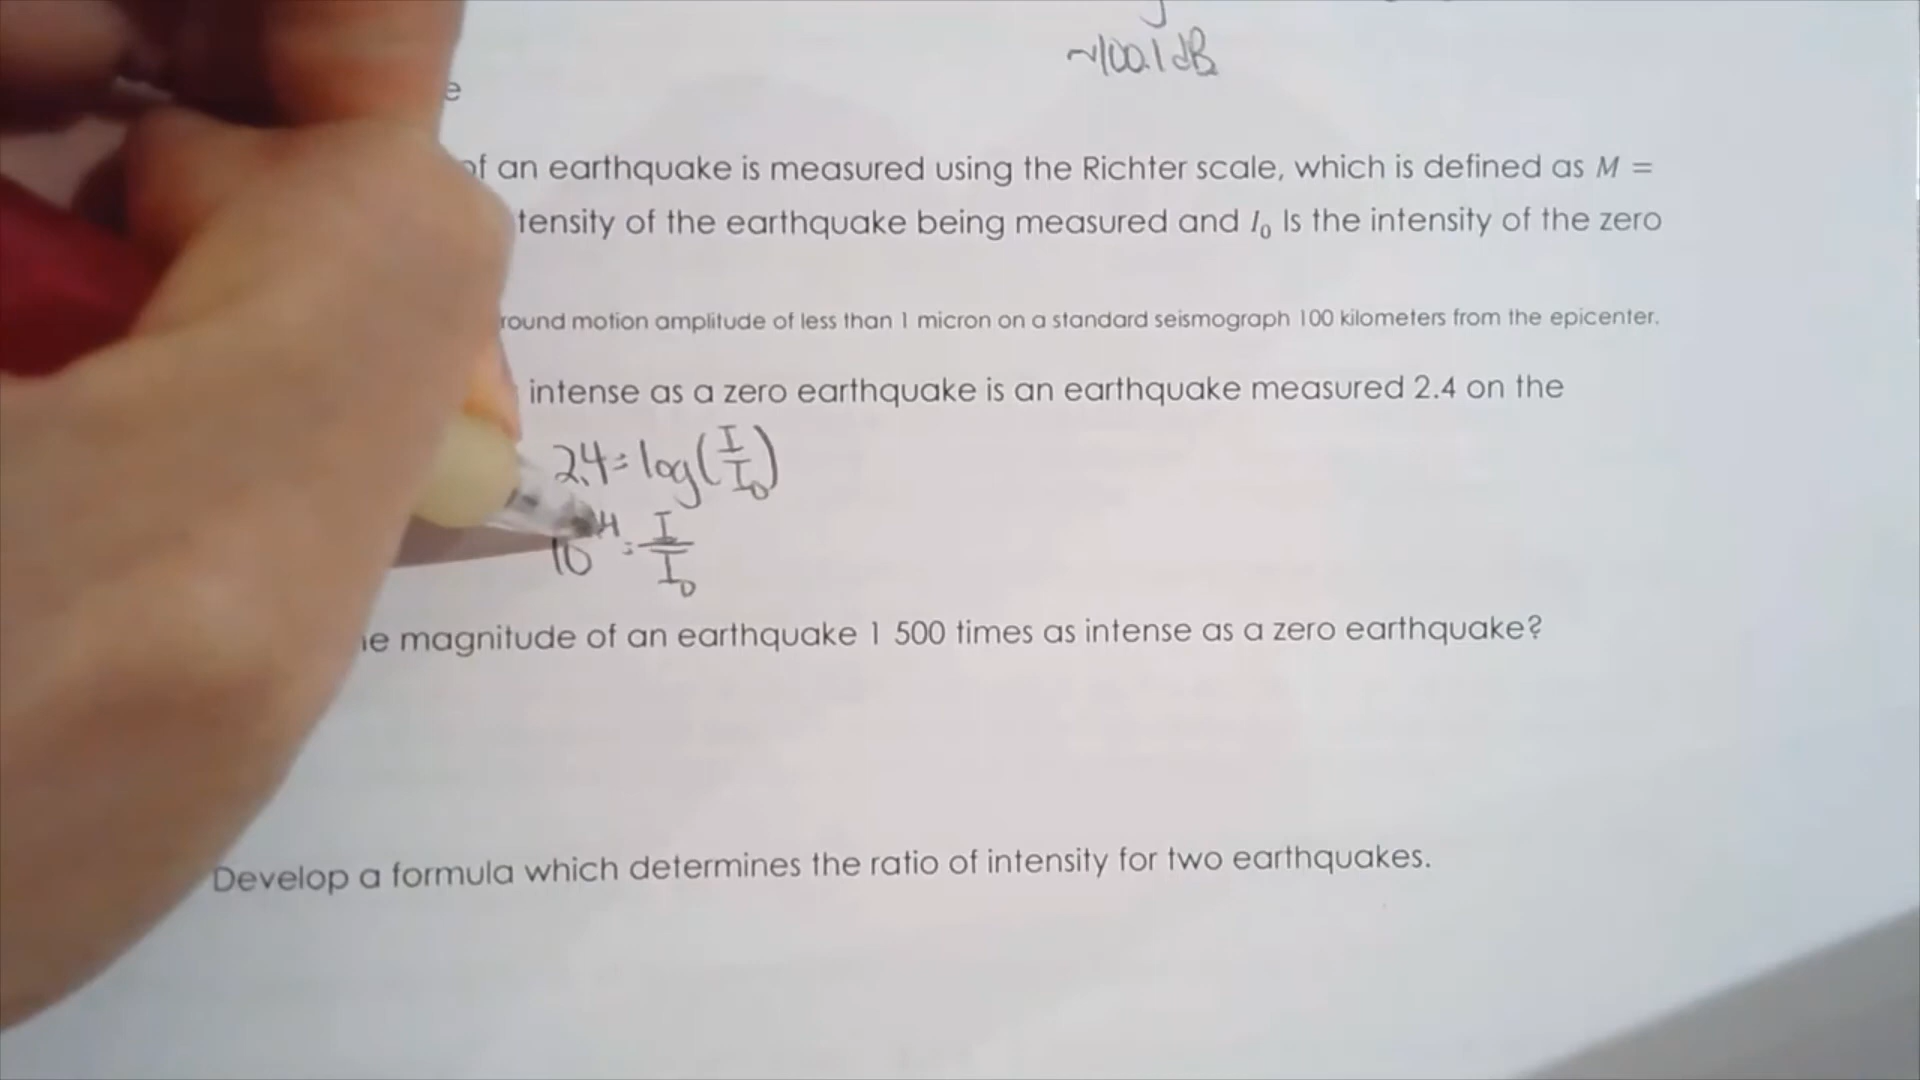 ~100.1 dB
of an earthquake is measured using the Richter scale, which is defined as M =
tensity of the earthquake being measured and I₀ Is the intensity of the zero
round motion amplitude of less than 1 micron on a standard seismograph 100 kilometers from the epicenter.
intense as a zero earthquake is an earthquake measured 2.4 on the
2.4 = log(I/I₀)
= I/I₀
magnitude of an earthquake 1 500 times as intense as a zero earthquake?
Develop a formula which determines the ratio of intensity for two earthquakes.